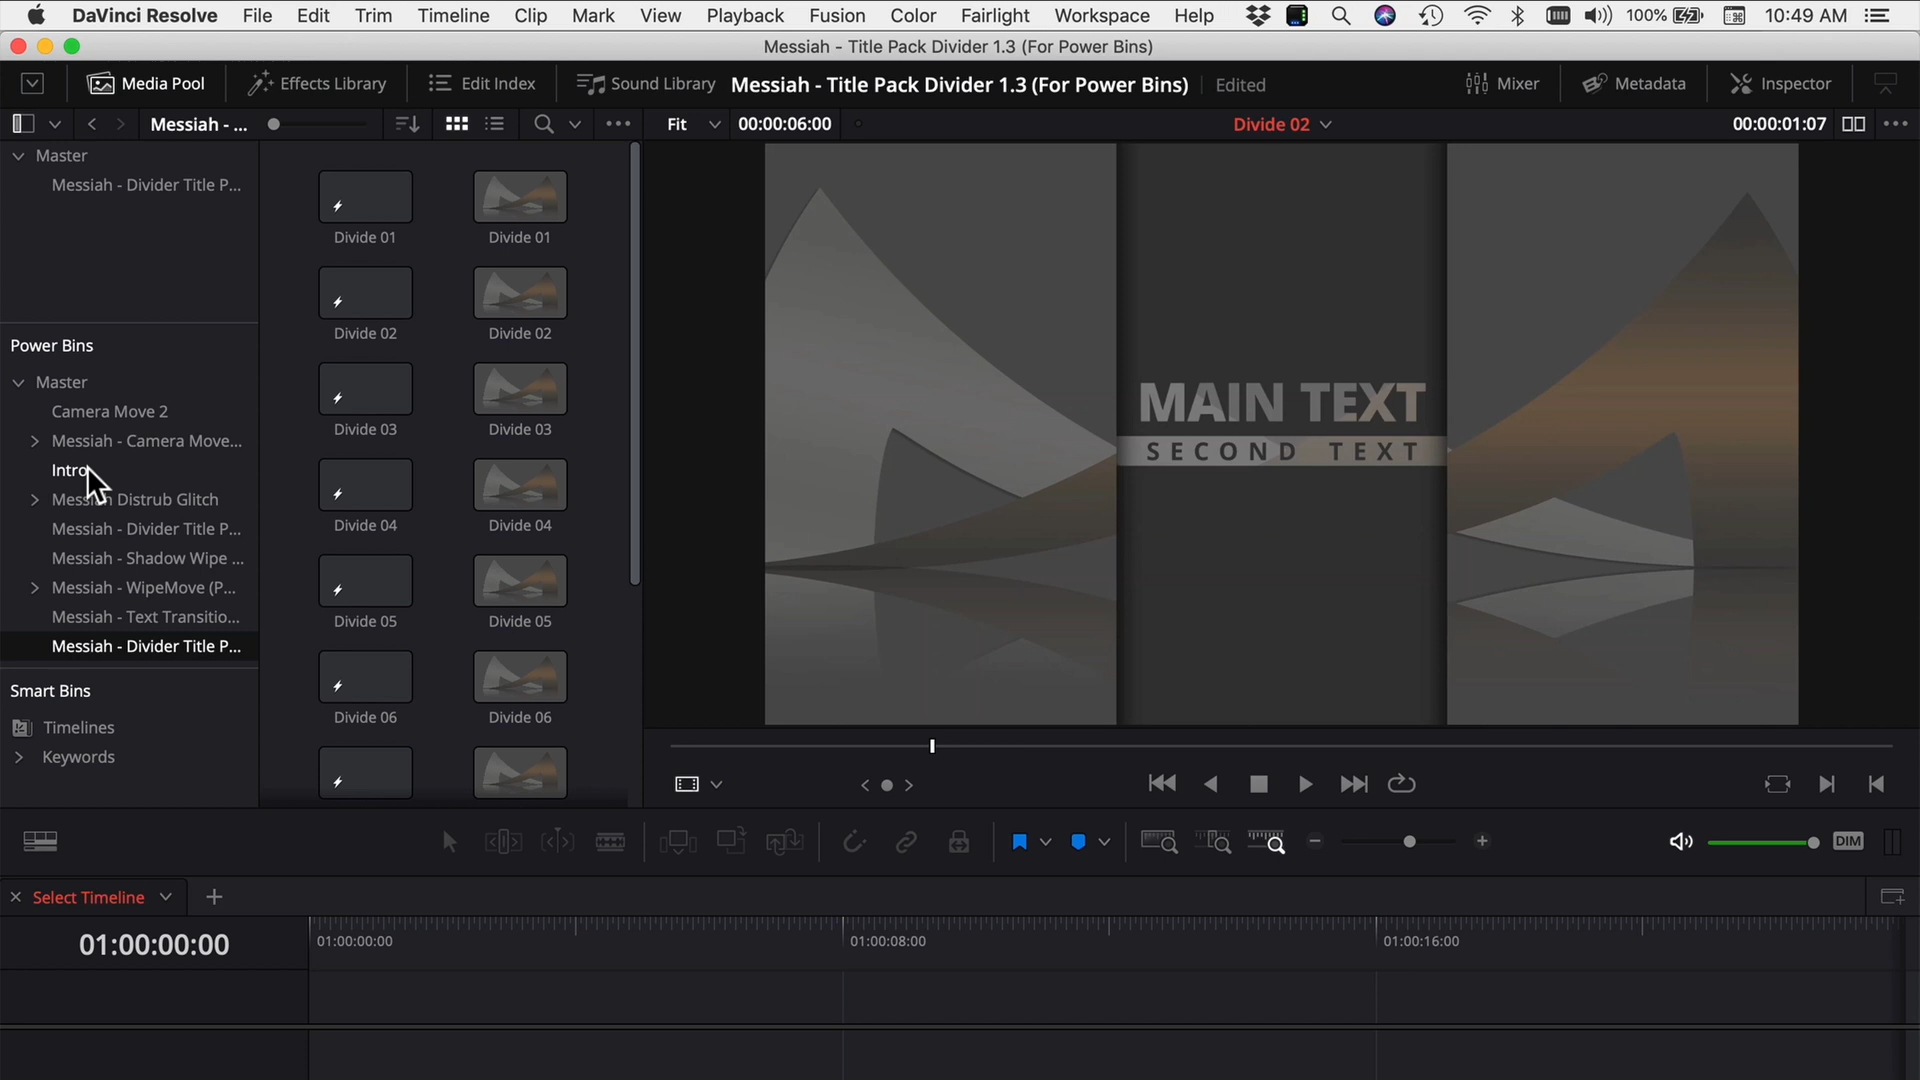 DaVinci Resolve File Edit Trim Timeline Clip Mark View Playback Fusion Color Fairlight Workspace Help 100% 10:49 AM
Messiah - Title Pack Divider 1.3 (For Power Bins)
Media Pool Effects Library Edit Index Sound Library Messiah - Title Pack Divider 1.3 (For Power Bins) Edited Mixer Metadata Inspector
Messiah - ... Fit 00:00:06:00 Divide 02 00:00:01:07
Master
Messiah - Divider Title P...
Power Bins
Master
Camera Move 2
Messiah - Camera Move...
Intro
Messiah Distrub Glitch
Messiah - Divider Title P...
Messiah - Shadow Wipe ...
Messiah - WipeMove (P...
Messiah - Text Transitio...
Messiah - Divider Title P...
Smart Bins
Timelines
Keywords
Divide 01 Divide 01
Divide 02 Divide 02
Divide 03 Divide 03
Divide 04 Divide 04
Divide 05 Divide 05
Divide 06 Divide 06
MAIN TEXT
SECOND TEXT
DIM
Select Timeline
01:00:00:00 01:00:00:00 01:00:08:00 01:00:16:00